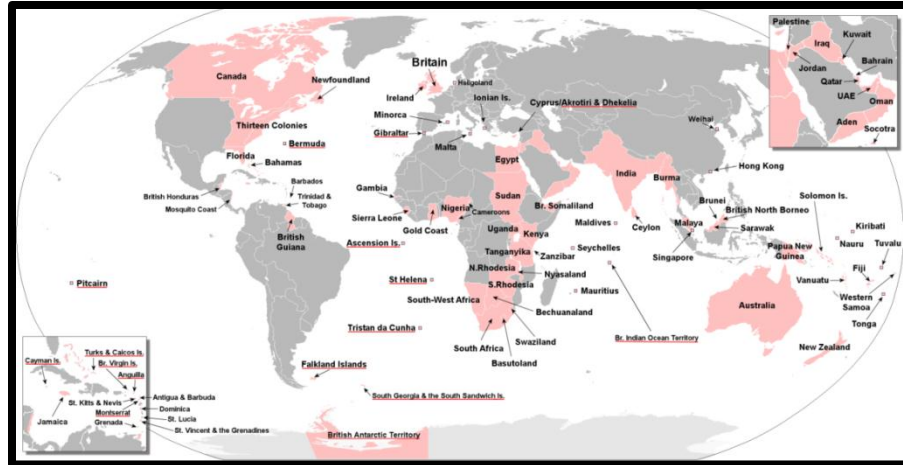 Canada
Newfoundland
Thirteen Colonies
Bermuda
Florida
Bahamas
British Honduras
Mosquito Coast
Barbados
Trinidad &
Tobago
British
Guiana
Pitcairn
Britain
Heligoland
Ireland
Ionian Is.
Minorca
Gibraltar
Malta
Cyprus/Akrotiri & Dhekelia
Egypt
Sudan
Gambia
Sierra Leone
Nigeria
Cameroons
Gold Coast
Br. Somaliland
Uganda
Kenya
Ascension Is.
Tanganyika
Zanzibar
St Helena
N.Rhodesia
Nyasaland
S.Rhodesia
South-West Africa
Bechuanaland
Tristan da Cunha
Swaziland
South Africa
Basutoland
Falkland Islands
South Georgia & the South Sandwich Is.
British Antarctic Territory
Seychelles
Mauritius
Br. Indian Ocean Territory
Maldives
India
Burma
Ceylon
Weihai
Hong Kong
Brunei
British North Borneo
Malaya
Sarawak
Singapore
Solomon Is.
Papua New
Guinea
Kiribati
Nauru
Tuvalu
Vanuatu
Fiji
Western
Samoa
Tonga
Australia
New Zealand
Palestine
Iraq
Kuwait
Jordan
Bahrain
Qatar
UAE
Oman
Aden
Socotra
Cayman Is.
Turks & Caicos Is.
Br. Virgin Is.
Anguilla
St. Kitts & Nevis
Antigua & Barbuda
Montserrat
Dominica
Jamaica
Grenada
St. Lucia
St. Vincent & the Grenadines